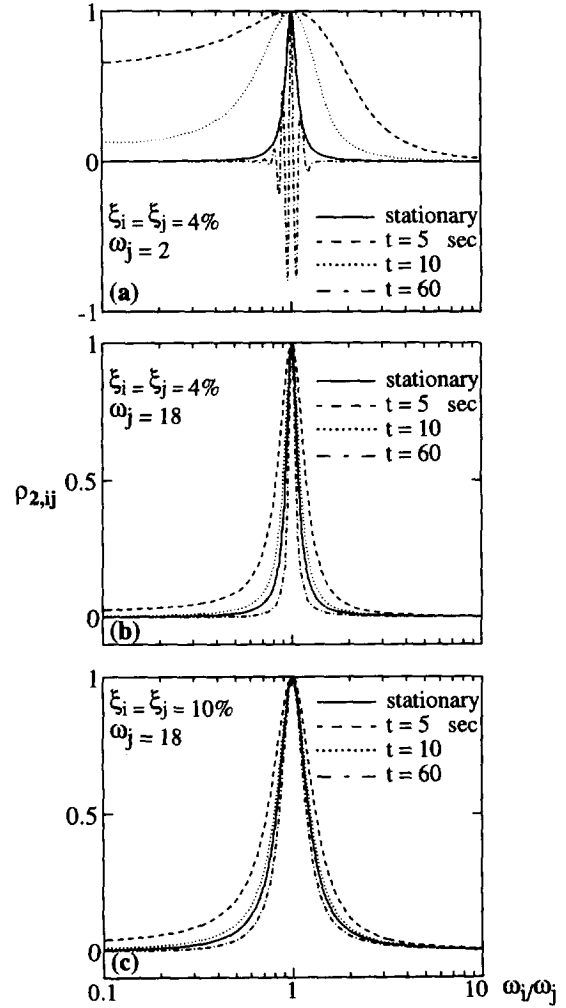 1
0
-1
ξi = ξj = 4%
ωj = 2
(a)
stationary
t = 5 sec
t = 10
t = 60
1
0.5
0
ρ2,ij
ξi = ξj = 4%
ωj = 18
(b)
stationary
t = 5 sec
t = 10
t = 60
1
0.5
0
ξi = ξj = 10%
ωj = 18
(c)
stationary
t = 5 sec
t = 10
t = 60
0.1 1 10 ωi/ωj